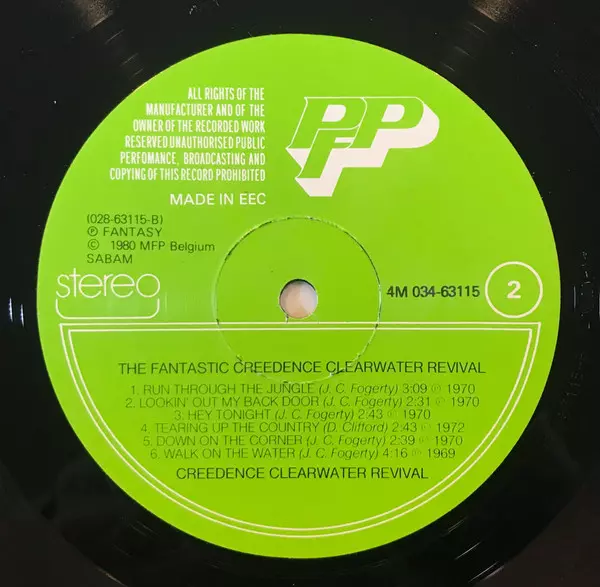 ALL RIGHTS OF THE
MANUFACTURER AND OF THE
OWNER OF THE RECORDED WORK
RESERVED UNAUTHORISED PUBLIC
PERFOMANCE, BROADCASTING AND
COPYING OF THIS RECORD PROHIBITED
MADE IN EEC
PFP
(028-63115-B)
Ⓟ FANTASY
© 1980 MFP Belgium
SABAM
stereo
4M 034-63115
2
THE FANTASTIC CREEDENCE CLEARWATER REVIVAL
1. RUN THROUGH THE JUNGLE (J. C. Fogerty) 3:09 Ⓟ 1970
2. LOOKIN' OUT MY BACK DOOR (J. C. Fogerty) 2:31 Ⓟ 1970
3. HEY TONIGHT (J. C. Fogerty) 2:43 Ⓟ 1970
4. TEARING UP THE COUNTRY (D. Clifford) 2:43 Ⓟ 1972
5. DOWN ON THE CORNER (J. C. Fogerty) 2:39 Ⓟ 1970
6. WALK ON THE WATER (J. C. Fogerty) 4:16 Ⓟ 1969
CREEDENCE CLEARWATER REVIVAL